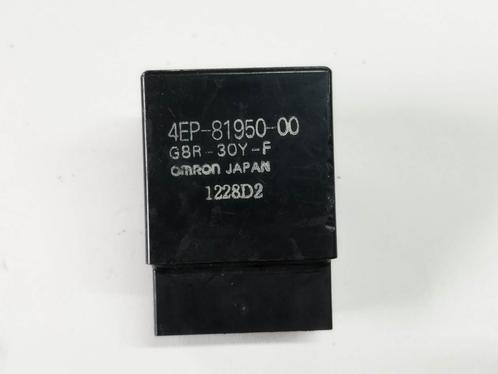 4EP-81950-00
G8R-30Y-F
omron JAPAN
1228D2